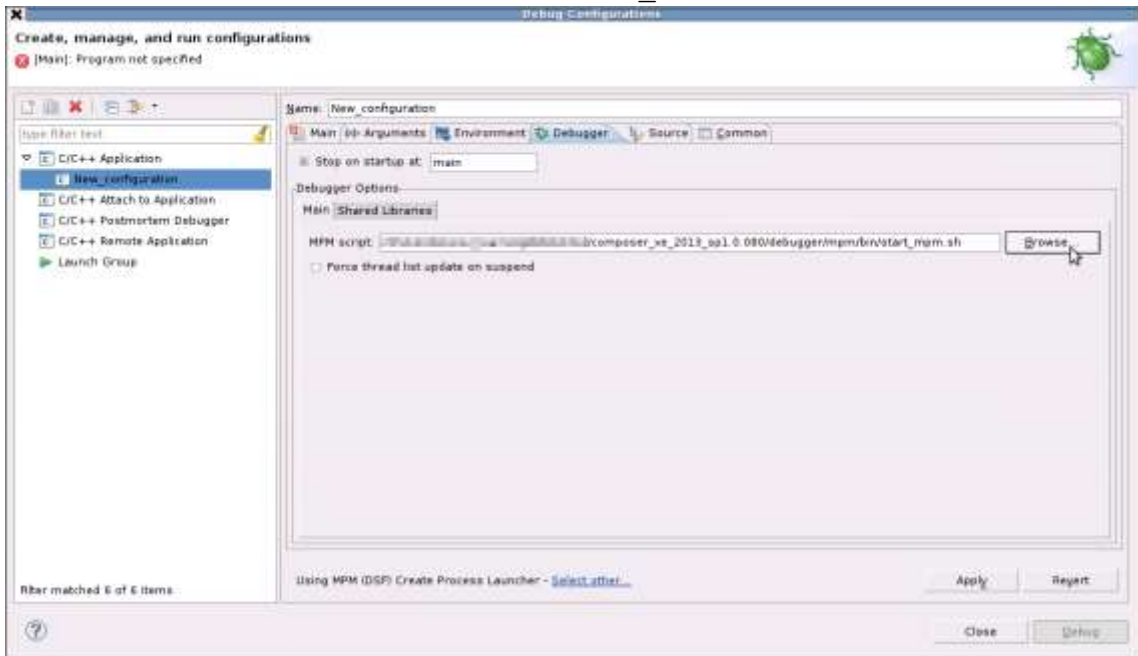 Debug Configurations
Create, manage, and run configurations
[Main]: Program not specified
type filter text
C/C++ Application
New_configuration
C/C++ Attach to Application
C/C++ Postmortem Debugger
C/C++ Remote Application
Launch Group
Filter matched 6 of 6 items
Name: New_configuration
Main Arguments Environment Debugger Source Common
Stop on startup at: main
Debugger Options
Main Shared Libraries
MPM script: /composer_xe_2013_sp1.0.080/debugger/mpm/bin/start_mpm.sh Browse...
Force thread list update on suspend
Using MPM (DSF) Create Process Launcher - Select other...
Apply Revert
Close Debug